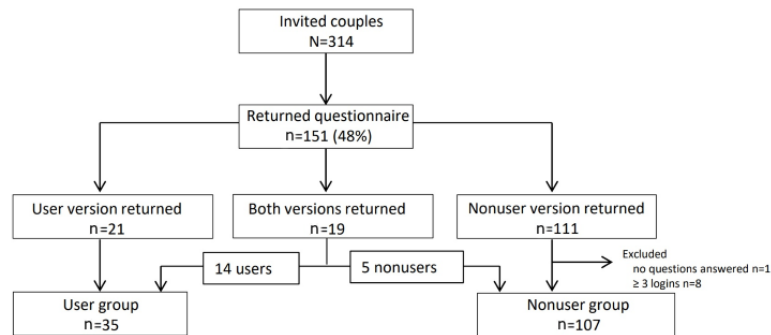 Invited couples
N=314
Returned questionnaire
n=151 (48%)
User version returned
n=21
Both versions returned
n=19
Nonuser version returned
n=111
Excluded
no questions answered n=1
≥ 3 logins n=8
14 users
5 nonusers
User group
n=35
Nonuser group
n=107